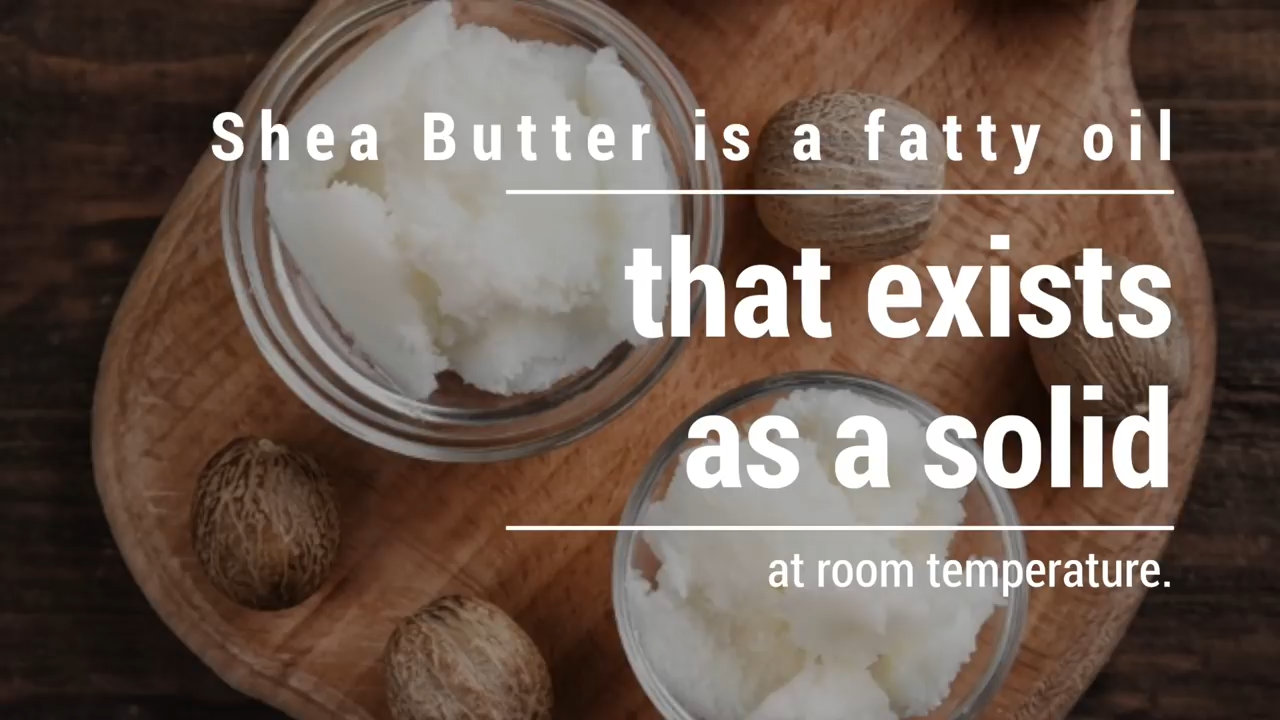 Shea Butter is a fatty oil
that exists
as a solid
at room temperature.